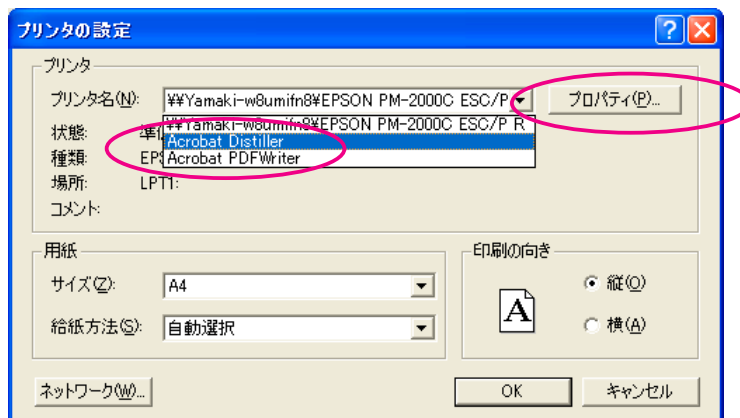 プリンタの設定
プリンタ
プリンタ名(N): ¥¥Yamaki-w8umifn8¥EPSON PM-2000C ESC/P プロパティ(P)...
¥¥Yamaki-w8umifn8¥EPSON PM-2000C ESC/P R
状態: 準
Acrobat Distiller
種類: EPS
Acrobat PDFWriter
場所: LPT1:
コメント:
用紙
サイズ(Z): A4
給紙方法(S): 自動選択
印刷の向き
A
縦(O)
横(A)
ネットワーク(W)...
OK
キャンセル